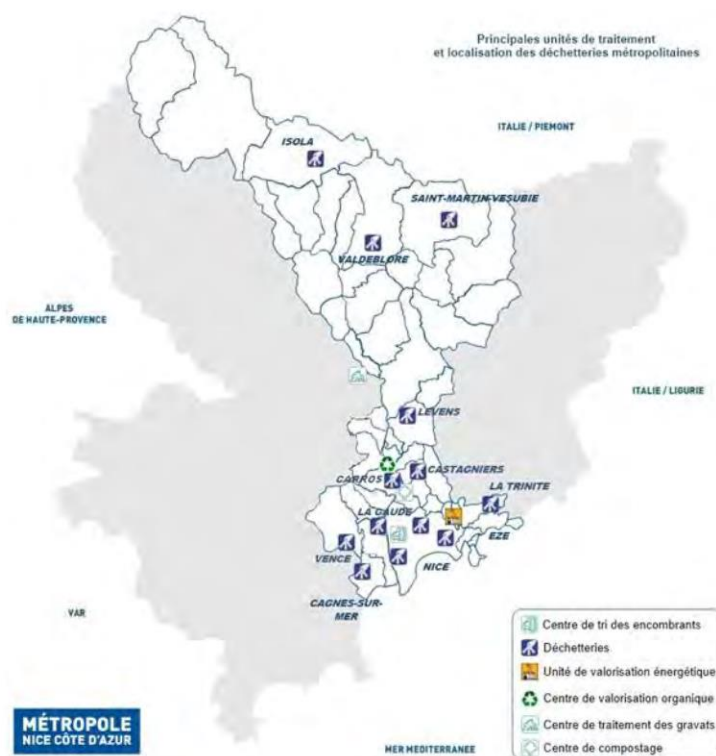 Principales unités de traitement
et localisation des déchetteries métropolitaines
ITALIE / PIEMONT
ISOLA
SAINT-MARTIN-VESUBIE
VALDEBLORE
ALPES
DE HAUTE-PROVENCE
ITALIE / LIGURIE
LEVENS
CASTAGNIERS
CARROS
LA TRINITE
LA GAUDE
EZE
VENCE
NICE
CAGNES-SUR-
MER
VAR
Centre de tri des encombrants
Déchetteries
Unité de valorisation énergétique
Centre de valorisation organique
Centre de traitement des gravats
Centre de compostage
MÉTROPOLE
NICE CÔTE D'AZUR
MER MEDITERRANEE